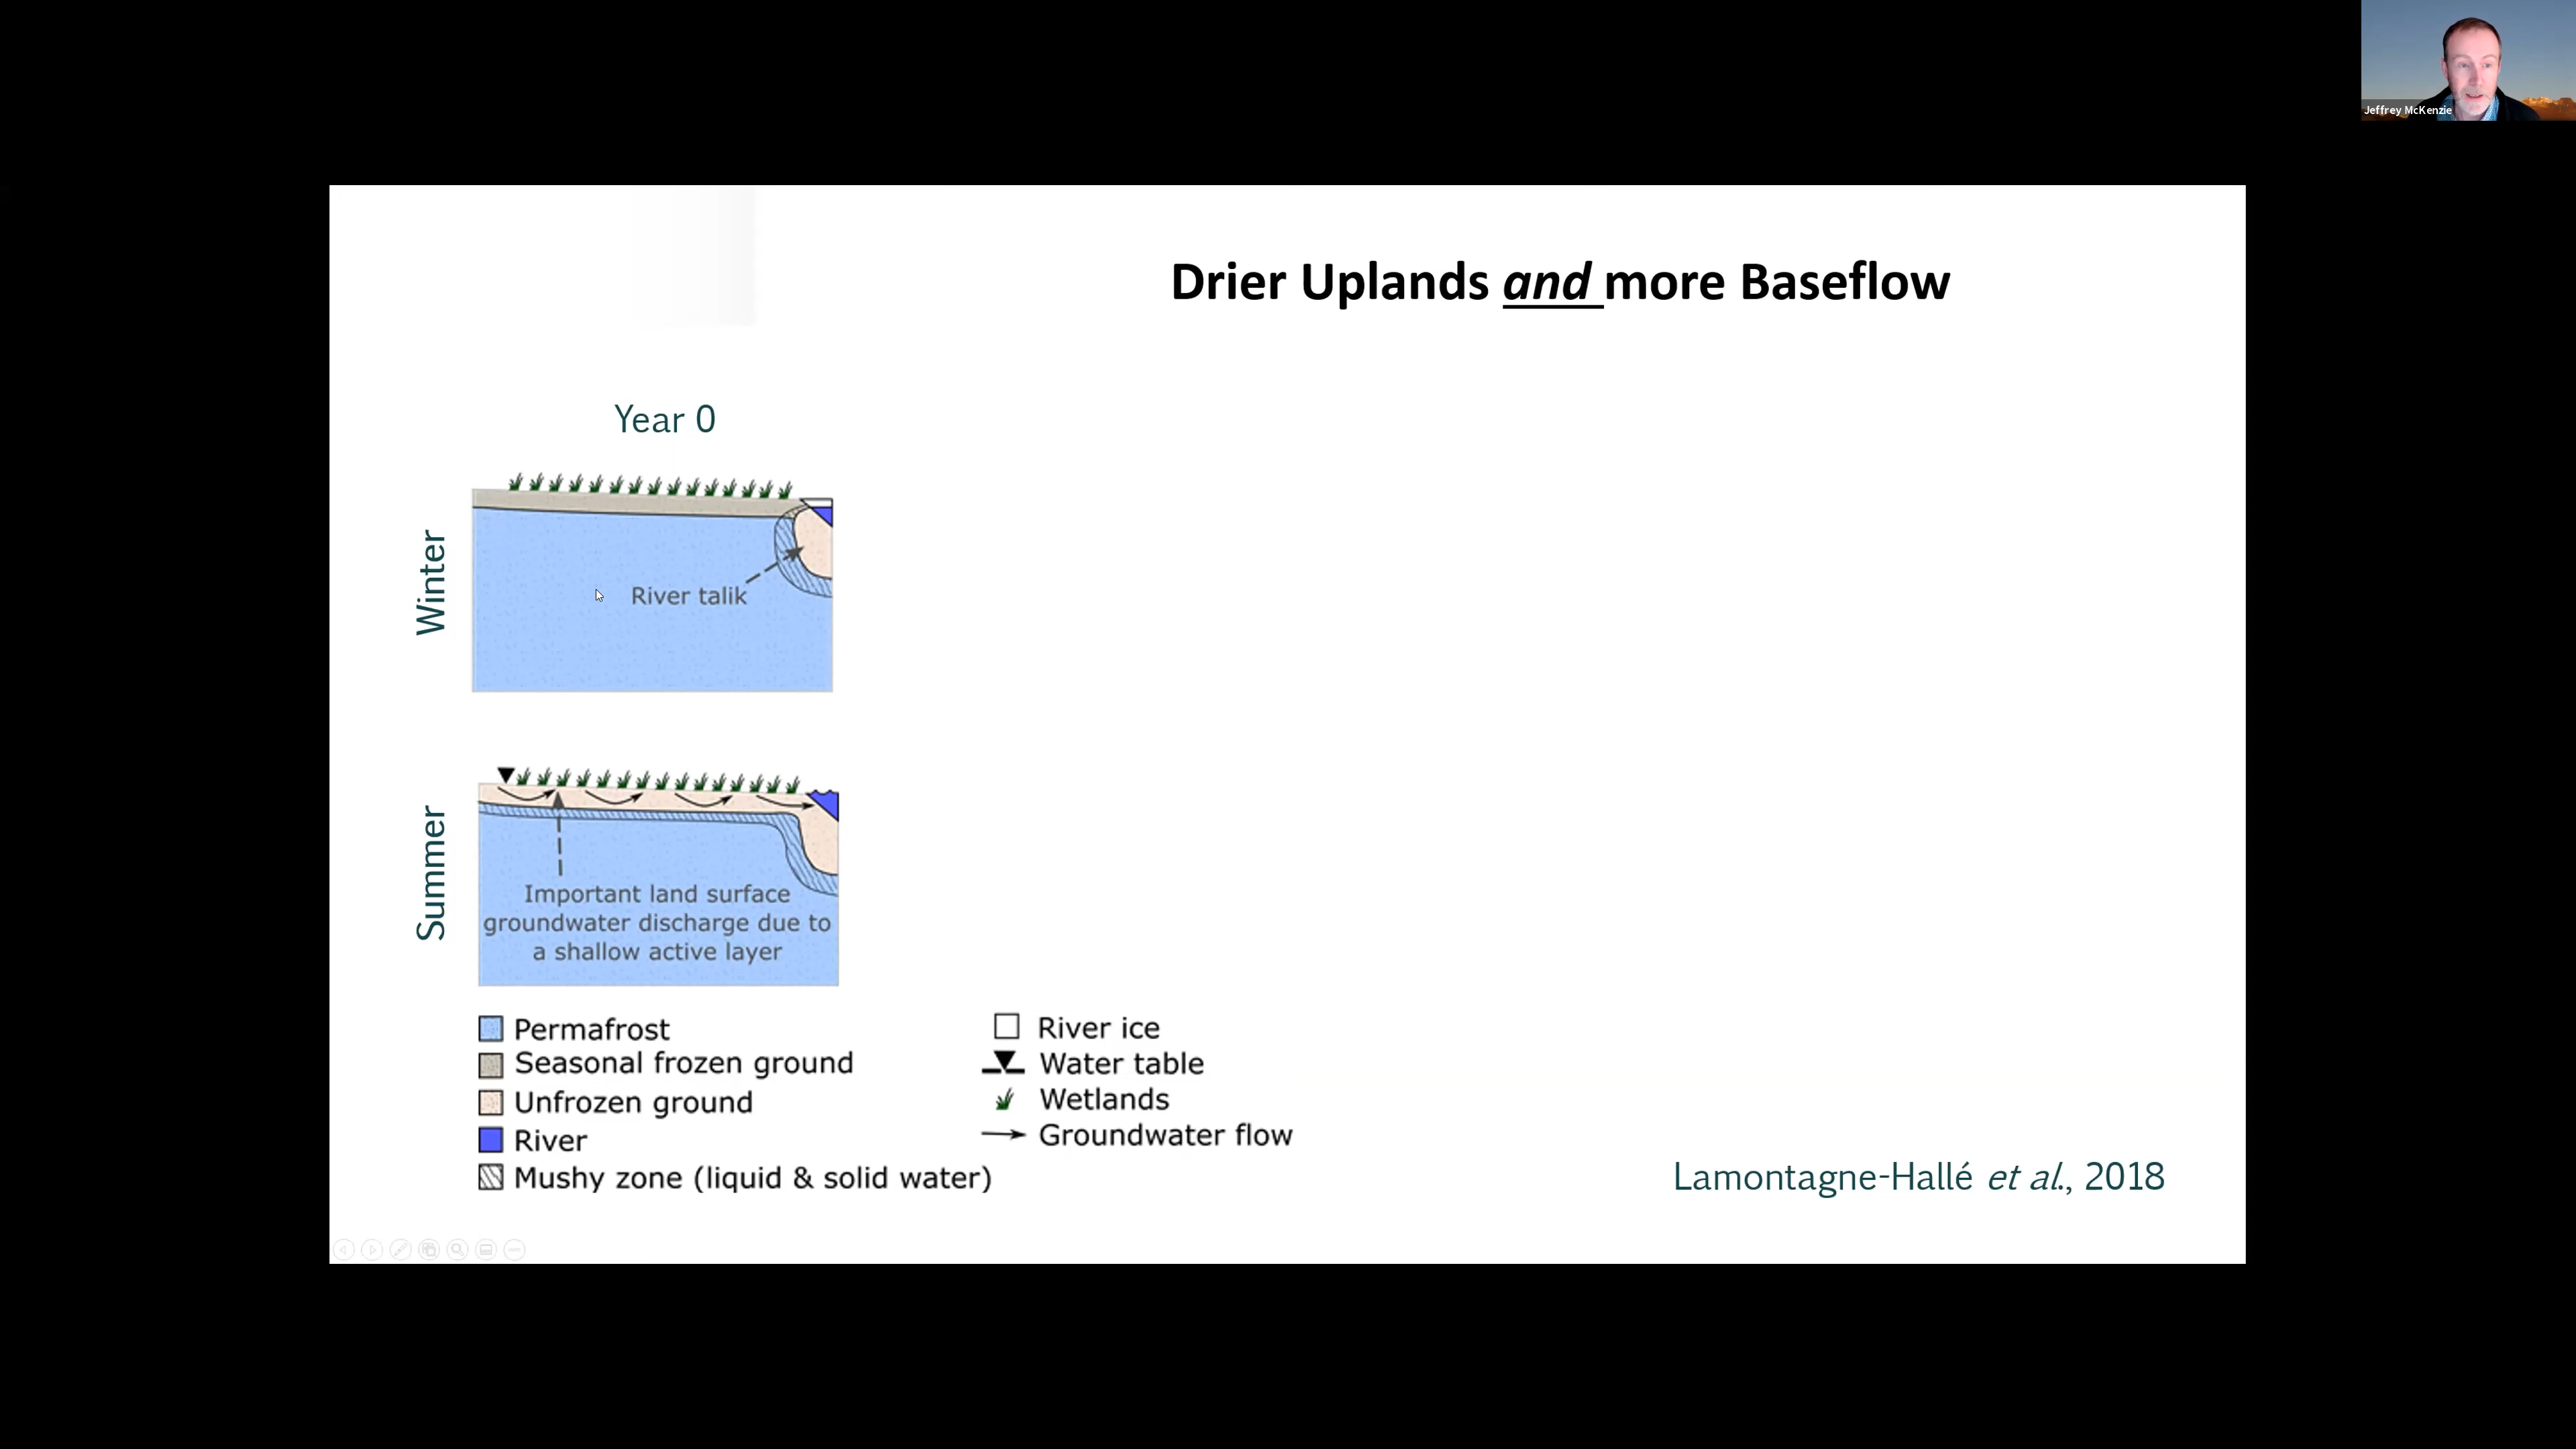 Jeffrey McKenzie
Drier Uplands and more Baseflow
Year 0
Winter
River talik
Summer
Important land surface
groundwater discharge due to
a shallow active layer
Permafrost
Seasonal frozen ground
Unfrozen ground
River
Mushy zone (liquid & solid water)
River ice
Water table
Wetlands
Groundwater flow
Lamontagne-Hallé et al., 2018